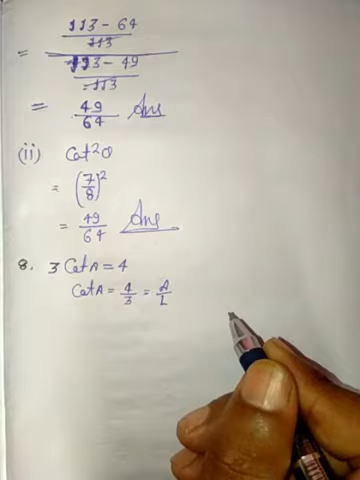 113 - 64
113
=
113 - 49
113
= 49/64 Ans
(ii) Cot²θ
= (7/8)²
= 49/64 Ans
8. 3 Cot A = 4
Cot A = 4/3 = A/L